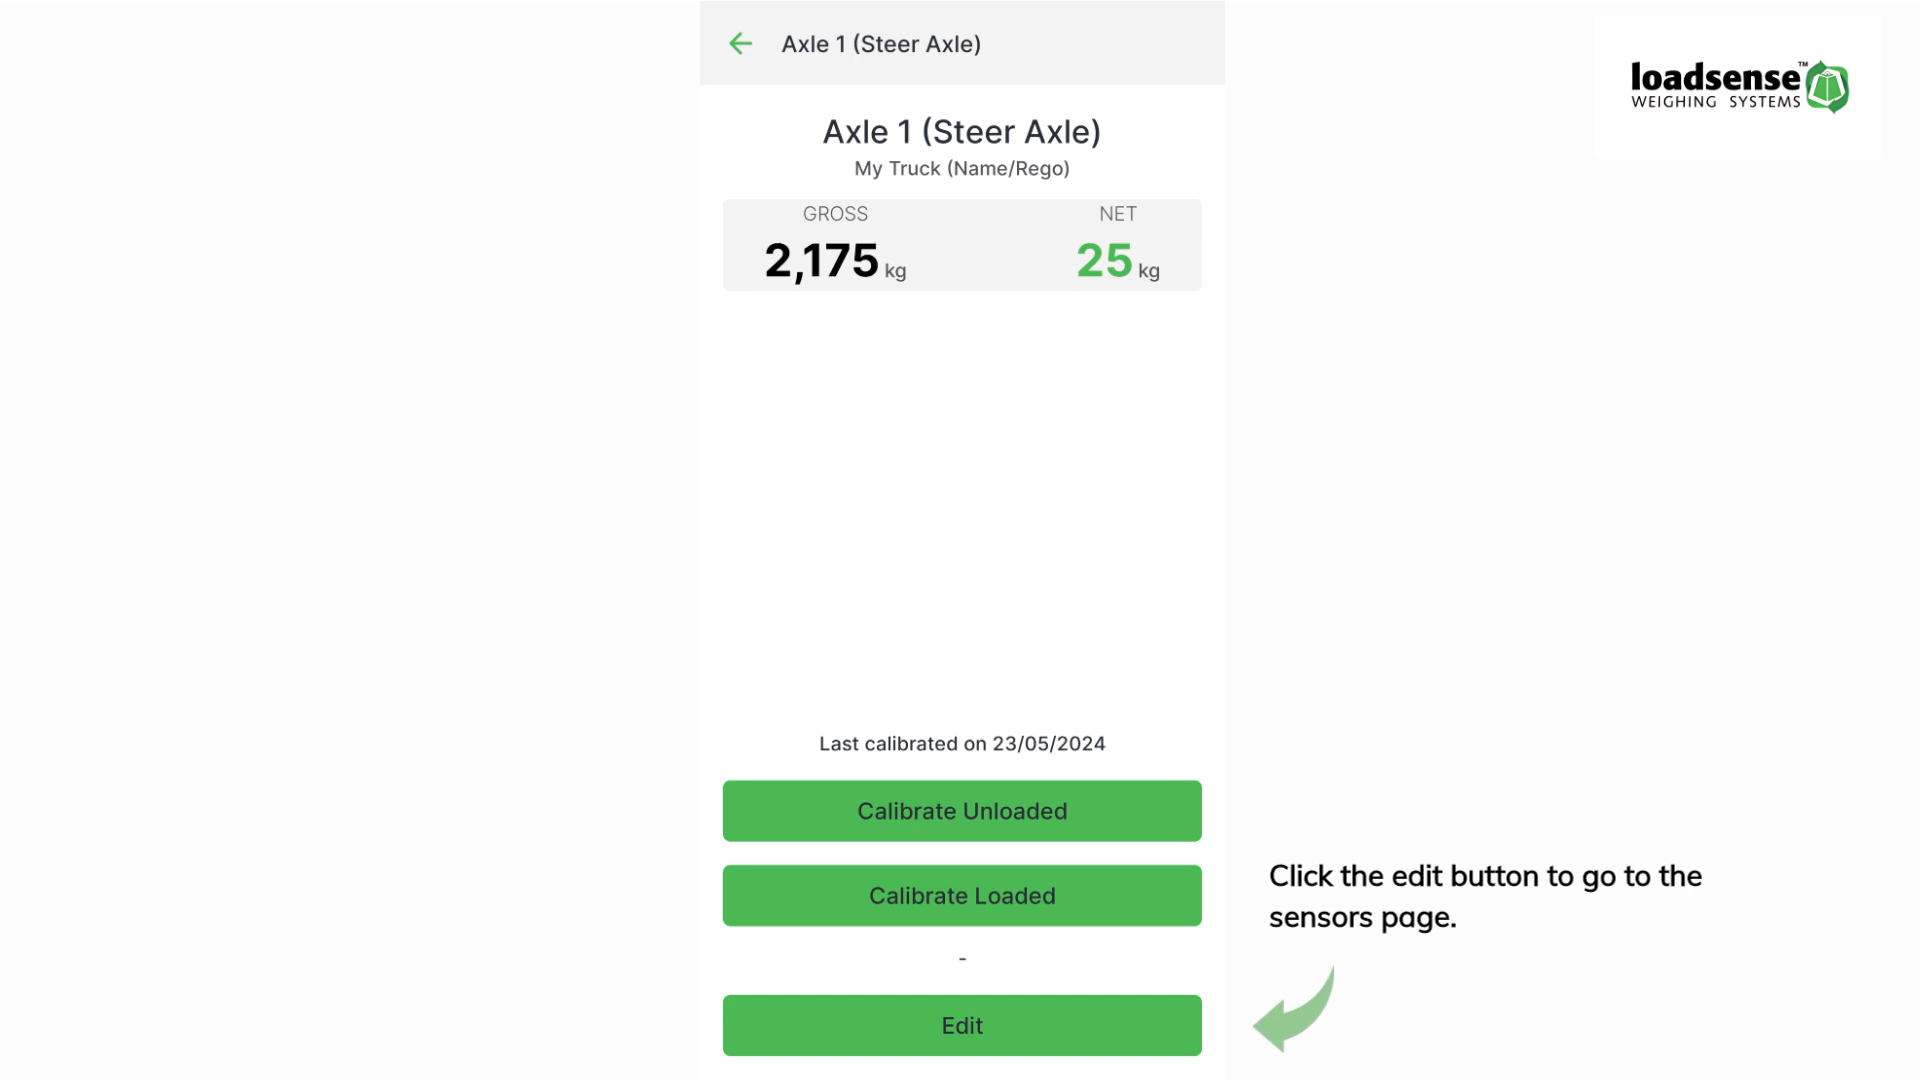 Axle 1 (Steer Axle)
loadsense™
WEIGHING SYSTEMS
Axle 1 (Steer Axle)
My Truck (Name/Rego)
GROSS NET
2,175 kg 25 kg
Last calibrated on 23/05/2024
Calibrate Unloaded
Calibrate Loaded
-
Edit
Click the edit button to go to the
sensors page.